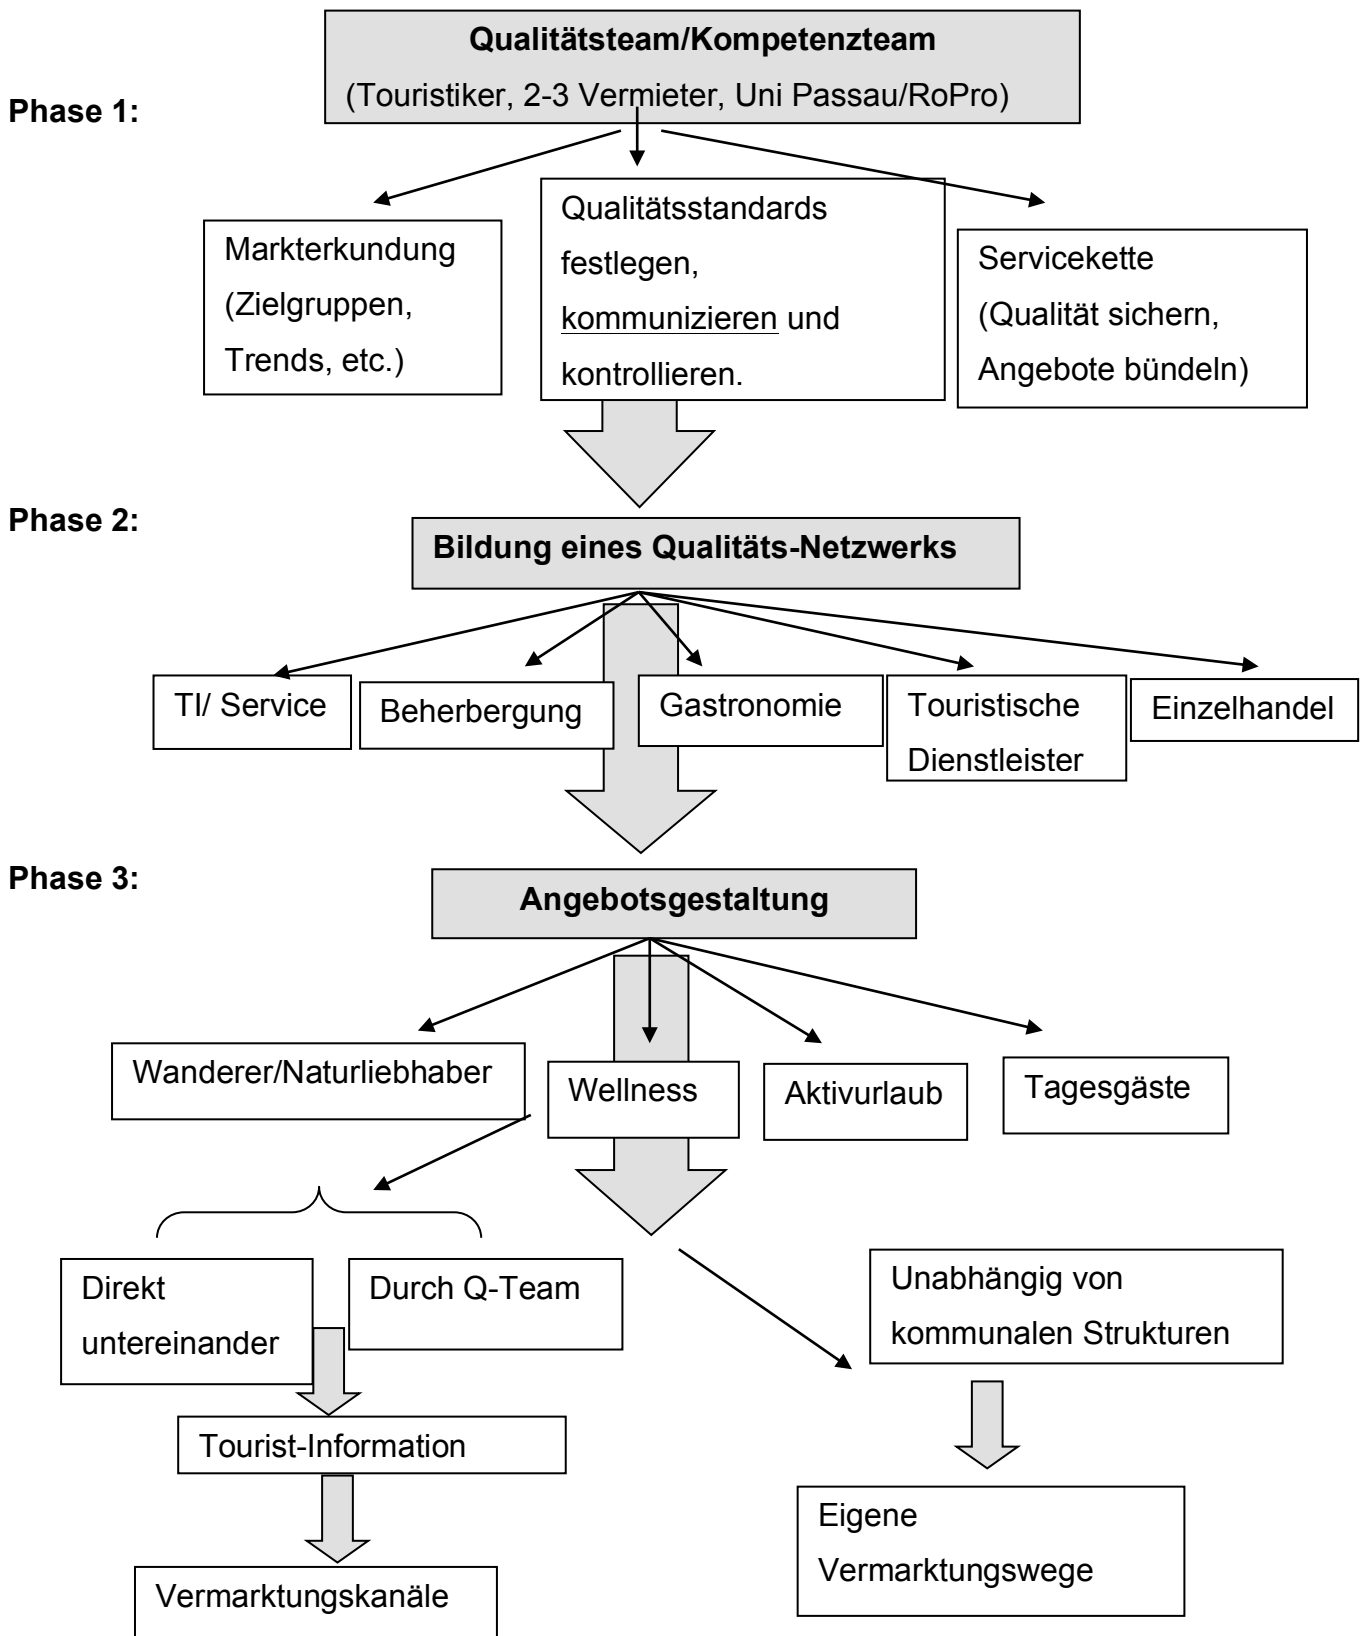 Qualitätsteam/Kompetenzteam
(Touristiker, 2-3 Vermieter, Uni Passau/RoPro)
Phase 1:
Markterkundung
(Zielgruppen,
Trends, etc.)
Qualitätsstandards
festlegen,
kommunizieren und
kontrollieren.
Servicekette
(Qualität sichern,
Angebote bündeln)
Phase 2:
Bildung eines Qualitäts-Netzwerks
TI/ Service
Beherbergung
Gastronomie
Touristische
Dienstleister
Einzelhandel
Phase 3:
Angebotsgestaltung
Wanderer/Naturliebhaber
Wellness
Aktivurlaub
Tagesgäste
Direkt
untereinander
Durch Q-Team
Unabhängig von
kommunalen Strukturen
Tourist-Information
Eigene
Vermarktungswege
Vermarktungskanäle